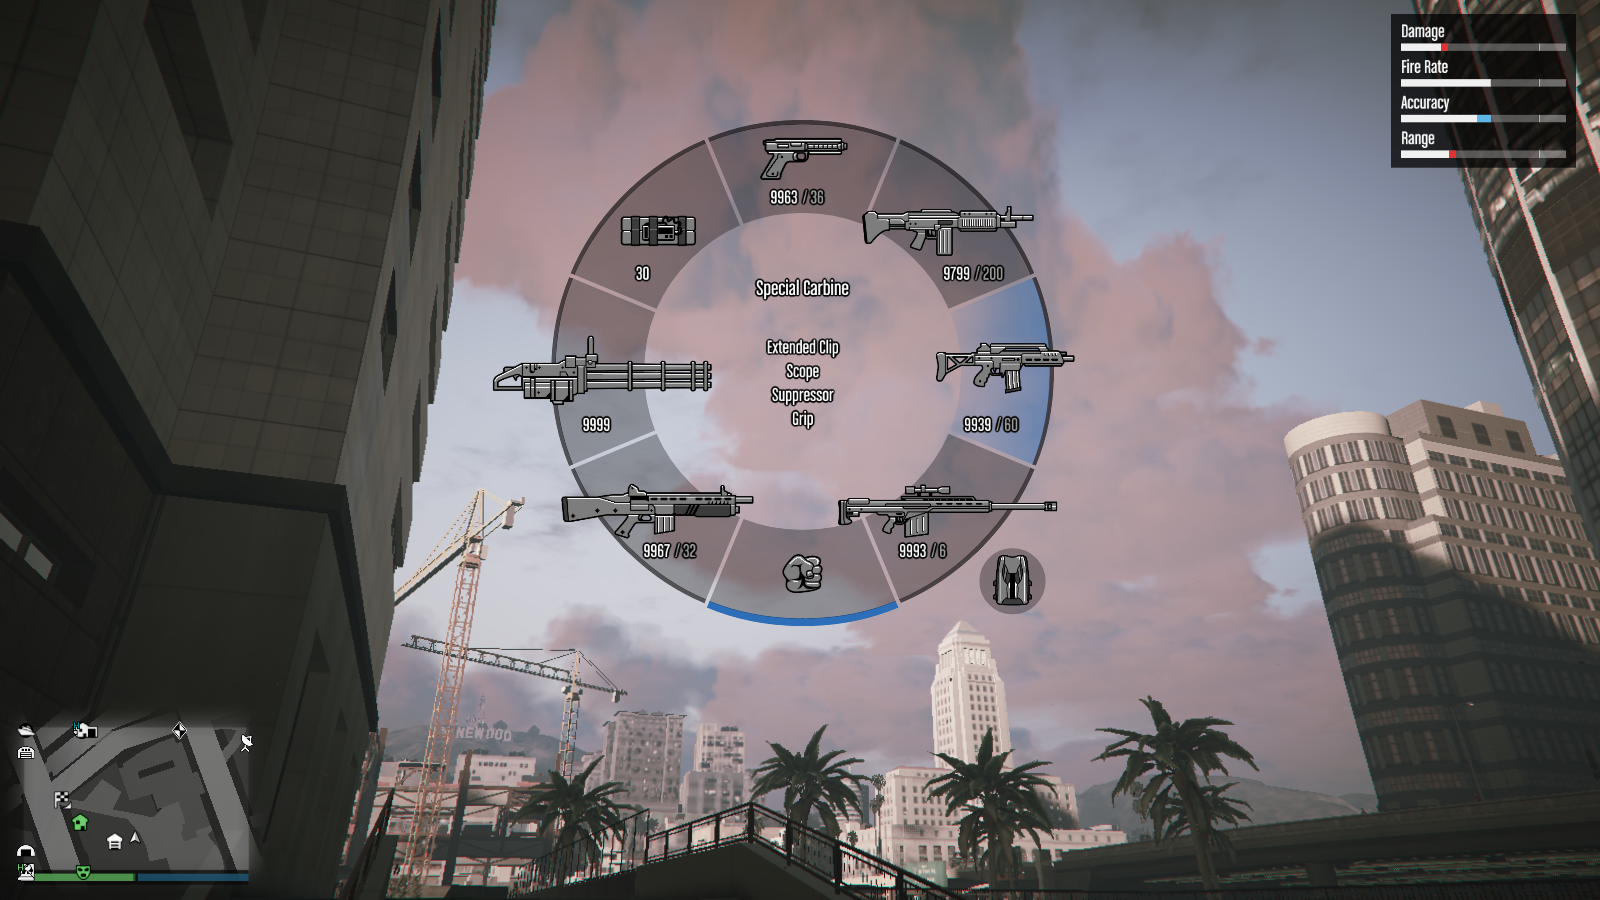 Damage
Fire Rate
Accuracy
Range
9963 / 36
30
9799 / 200
Special Carbine
Extended Clip
Scope
Suppressor
Grip
9999
9939 / 60
9967 / 32
9993 / 6
NEWOOD